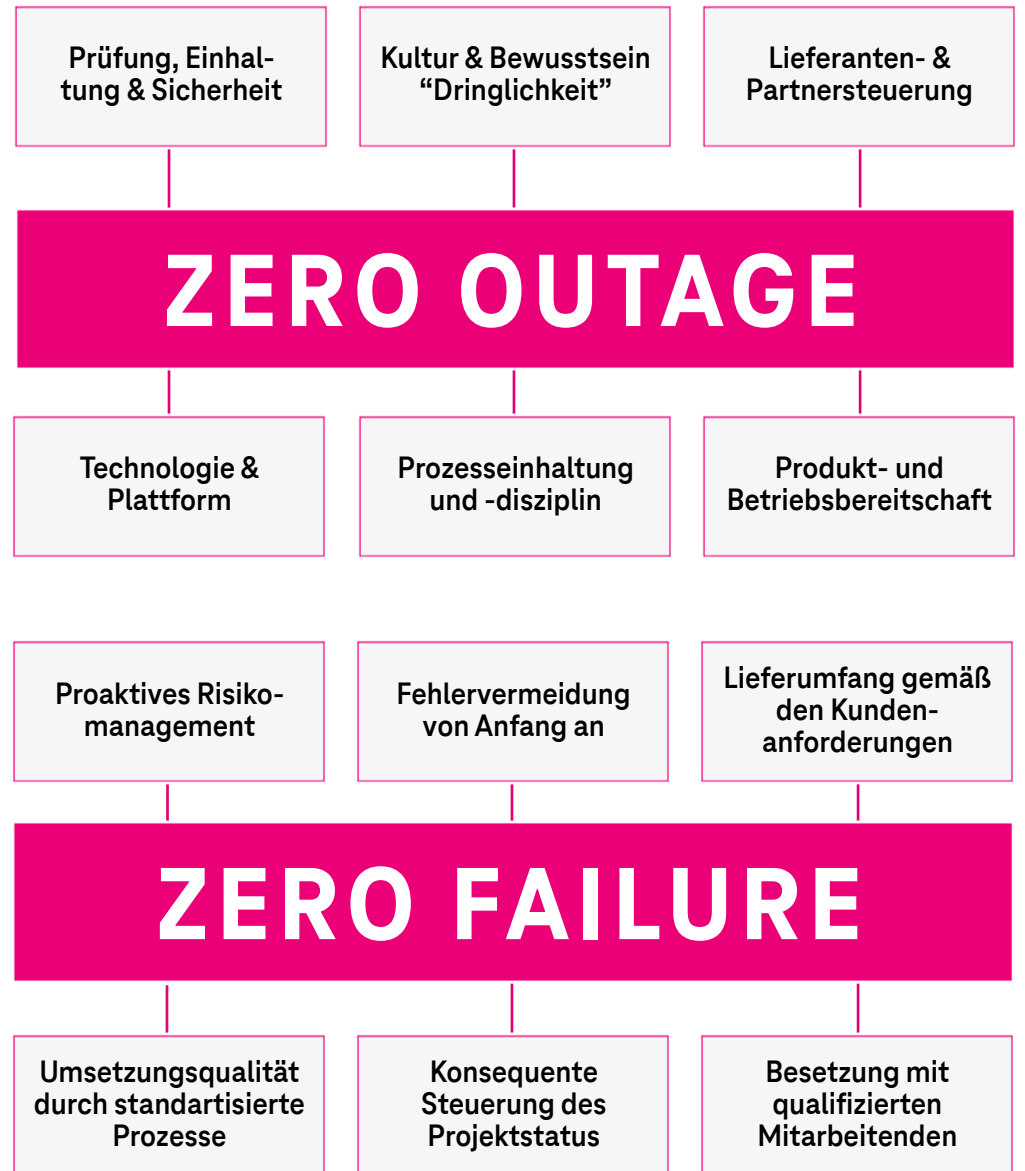 Prüfung, Einhal-
tung & Sicherheit
Kultur & Bewusstsein
“Dringlichkeit”
Lieferanten- &
Partnersteuerung
ZERO OUTAGE
Technologie &
Plattform
Prozesseinhaltung
und -disziplin
Produkt- und
Betriebsbereitschaft
Proaktives Risiko-
management
Fehlervermeidung
von Anfang an
Lieferumfang gemäß
den Kunden-
anforderungen
ZERO FAILURE
Umsetzungsqualität
durch standartisierte
Prozesse
Konsequente
Steuerung des
Projektstatus
Besetzung mit
qualifizierten
Mitarbeitenden